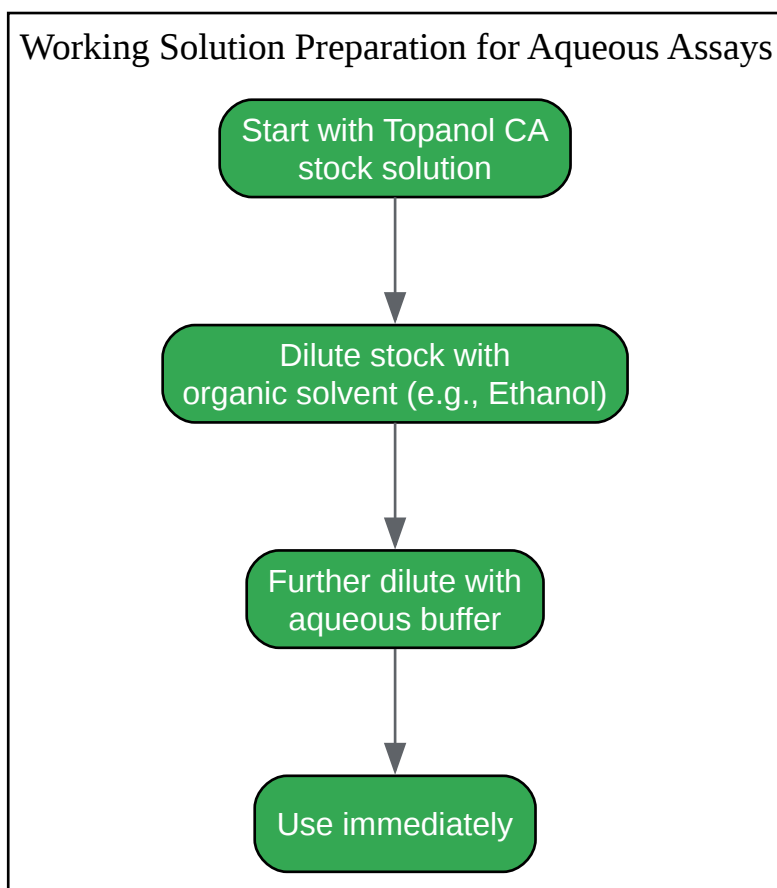 Working Solution Preparation for Aqueous Assays
Start with Topanol CA
stock solution
Dilute stock with
organic solvent (e.g., Ethanol)
Further dilute with
aqueous buffer
Use immediately